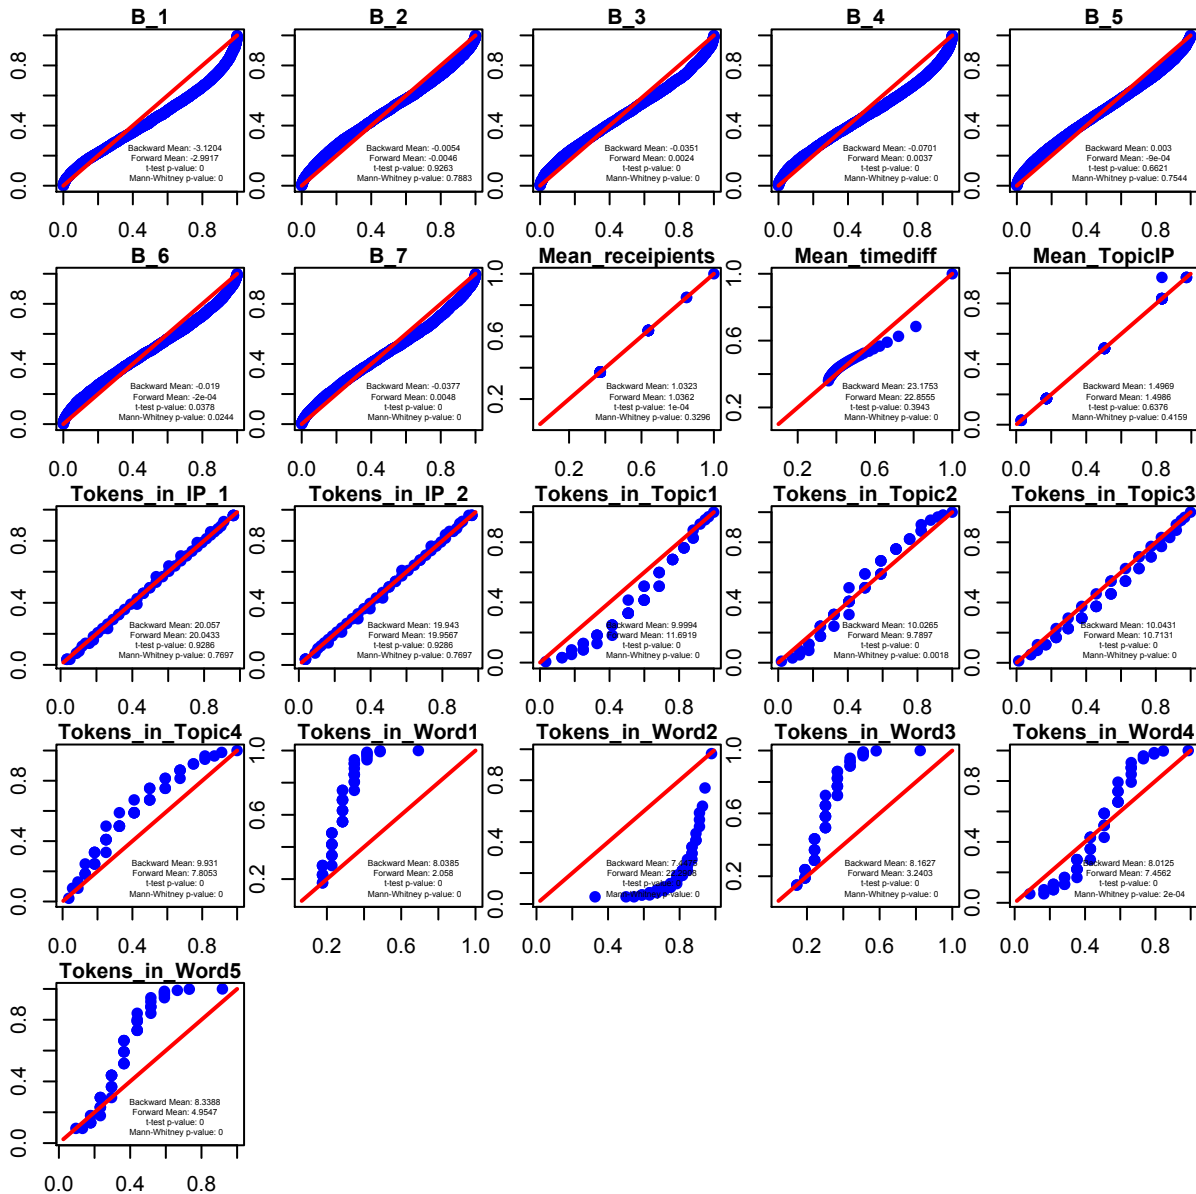 B_1
0.0 0.4 0.8
Backward Mean: -3.1204
Forward Mean: -2.9917
t-test p-value: 0
Mann-Whitney p-value: 0
0.0 0.4 0.8
B_2
0.0 0.4 0.8
Backward Mean: -0.0054
Forward Mean: -0.0046
t-test p-value: 0.9263
Mann-Whitney p-value: 0.7883
0.0 0.4 0.8
B_3
0.0 0.4 0.8
Backward Mean: -0.0351
Forward Mean: 0.0024
t-test p-value: 0
Mann-Whitney p-value: 0
0.0 0.4 0.8
B_4
0.0 0.4 0.8
Backward Mean: -0.0701
Forward Mean: 0.0037
t-test p-value: 0
Mann-Whitney p-value: 0
0.0 0.4 0.8
B_5
0.0 0.4 0.8
Backward Mean: 0.003
Forward Mean: -9e-04
t-test p-value: 0.6621
Mann-Whitney p-value: 0.7544
0.0 0.4 0.8
B_6
0.0 0.4 0.8
Backward Mean: -0.019
Forward Mean: -2e-04
t-test p-value: 0.0378
Mann-Whitney p-value: 0.0244
0.0 0.4 0.8
B_7
0.0 0.4 0.8
Backward Mean: -0.0377
Forward Mean: 0.0048
t-test p-value: 0
Mann-Whitney p-value: 0
0.0 0.4 0.8
Mean_receipients
0.2 0.6 1.0
Backward Mean: 1.0323
Forward Mean: 1.0362
t-test p-value: 1e-04
Mann-Whitney p-value: 0.3296
0.2 0.6 1.0
Mean_timediff
0.2 0.6 1.0
Backward Mean: 23.1753
Forward Mean: 22.8555
t-test p-value: 0.3943
Mann-Whitney p-value: 0
0.2 0.6 1.0
Mean_TopicIP
0.0 0.4 0.8
Backward Mean: 1.4969
Forward Mean: 1.4986
t-test p-value: 0.6376
Mann-Whitney p-value: 0.4159
0.0 0.4 0.8
Tokens_in_IP_1
0.0 0.4 0.8
Backward Mean: 20.057
Forward Mean: 20.0433
t-test p-value: 0.9286
Mann-Whitney p-value: 0.7697
0.0 0.4 0.8
Tokens_in_IP_2
0.0 0.4 0.8
Backward Mean: 19.943
Forward Mean: 19.9567
t-test p-value: 0.9286
Mann-Whitney p-value: 0.7697
0.0 0.4 0.8
Tokens_in_Topic1
0.0 0.4 0.8
Backward Mean: 9.9994
Forward Mean: 11.6919
t-test p-value: 0
Mann-Whitney p-value: 0
0.0 0.4 0.8
Tokens_in_Topic2
0.0 0.4 0.8
Backward Mean: 10.0265
Forward Mean: 9.7897
t-test p-value: 0
Mann-Whitney p-value: 0.0018
0.0 0.4 0.8
Tokens_in_Topic3
0.0 0.4 0.8
Backward Mean: 10.0431
Forward Mean: 10.7131
t-test p-value: 0
Mann-Whitney p-value: 0
0.0 0.4 0.8
Tokens_in_Topic4
0.0 0.4 0.8
Backward Mean: 9.931
Forward Mean: 7.8053
t-test p-value: 0
Mann-Whitney p-value: 0
0.0 0.4 0.8
Tokens_in_Word1
0.2 0.6 1.0
Backward Mean: 8.0385
Forward Mean: 2.058
t-test p-value: 0
Mann-Whitney p-value: 0
0.2 0.6 1.0
Tokens_in_Word2
0.0 0.4 0.8
Backward Mean:
Forward Mean:
t-test p-value:
Mann-Whitney p-value: 0
0.0 0.4 0.8
Tokens_in_Word3
0.2 0.6 1.0
Backward Mean: 8.1627
Forward Mean: 3.2403
t-test p-value: 0
Mann-Whitney p-value: 0
0.2 0.6 1.0
Tokens_in_Word4
0.0 0.4 0.8
Backward Mean: 8.0125
Forward Mean: 7.4562
t-test p-value: 0
Mann-Whitney p-value: 2e-04
0.0 0.4 0.8
Tokens_in_Word5
0.0 0.4 0.8
Backward Mean: 8.3388
Forward Mean: 4.9547
t-test p-value: 0
Mann-Whitney p-value: 0
0.0 0.4 0.8